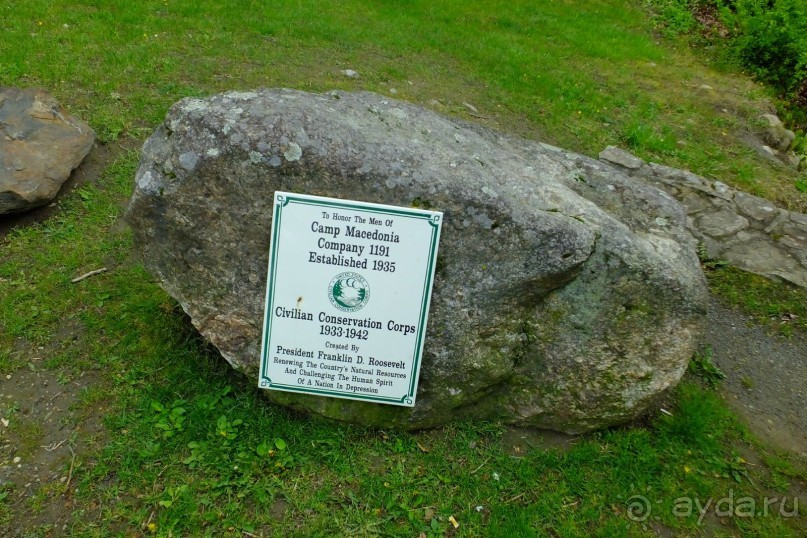 To Honor The Men Of
Camp Macedonia
Company 1191
Established 1935
Civilian Conservation Corps
1933-1942
Created By
President Franklin D. Roosevelt
Renewing The Country's Natural Resources
And Challenging The Human Spirit
Of A Nation In Depression
ayda.ru